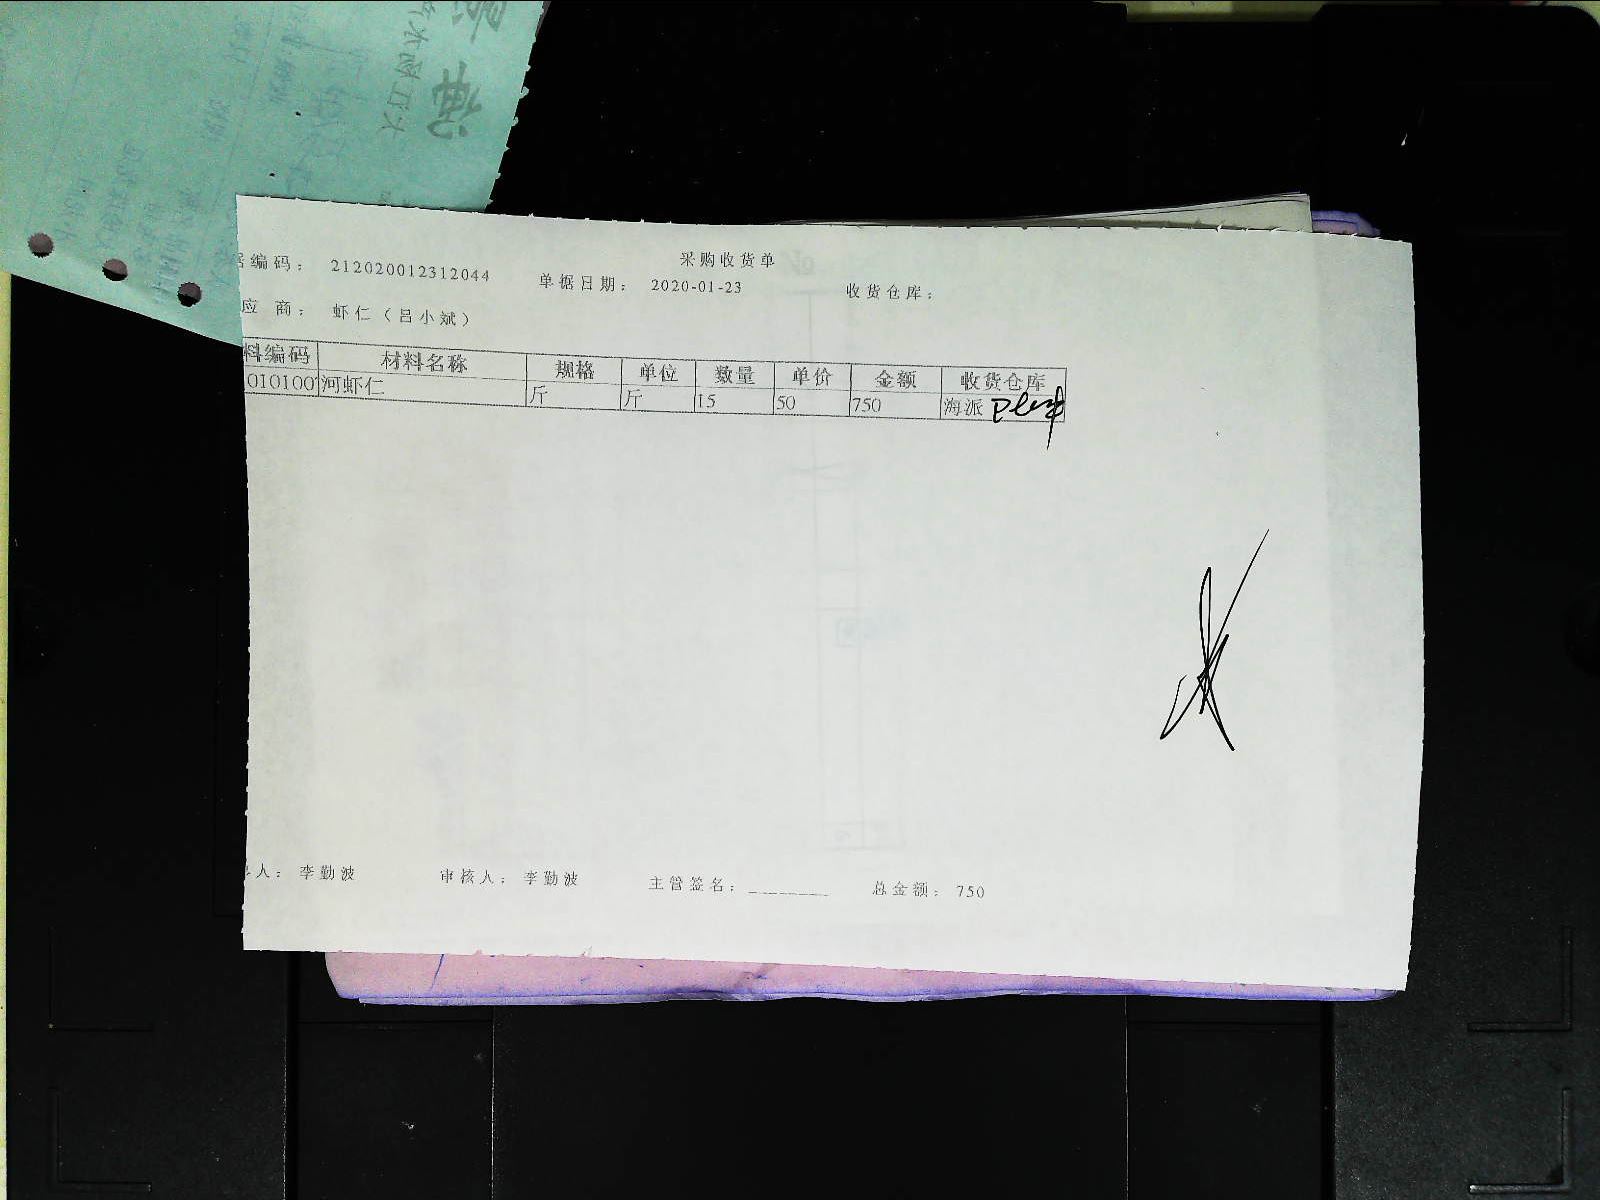 采购收货单
据编码： 212020012312044 单据日期： 2020-01-23 收货仓库：
应 商： 虾仁（吕小斌）
料编码 材料名称 规格 单位 数量 单价 金额 收货仓库
010100 河虾仁 斤 斤 15 50 750 海派
人： 李勤波 审核人： 李勤波 主管签名：________ 总金额： 750